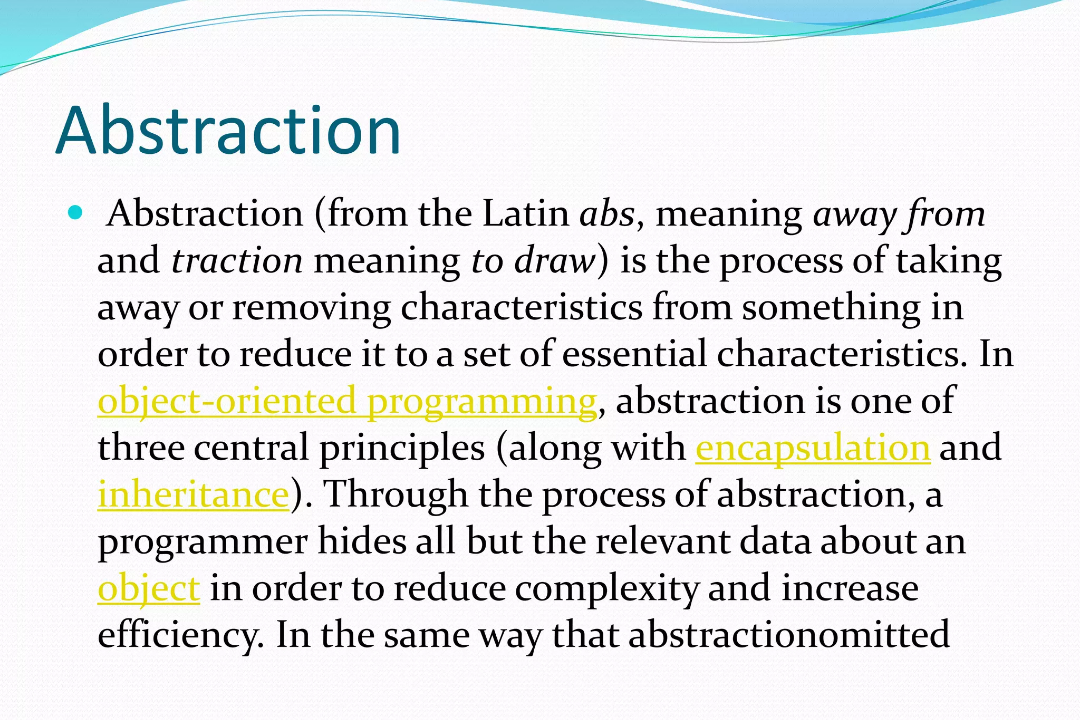 Abstraction
• Abstraction (from the Latin abs, meaning away from
and traction meaning to draw) is the process of taking
away or removing characteristics from something in
order to reduce it to a set of essential characteristics. In
object-oriented programming, abstraction is one of
three central principles (along with encapsulation and
inheritance). Through the process of abstraction, a
programmer hides all but the relevant data about an
object in order to reduce complexity and increase
efficiency. In the same way that abstractionomitted